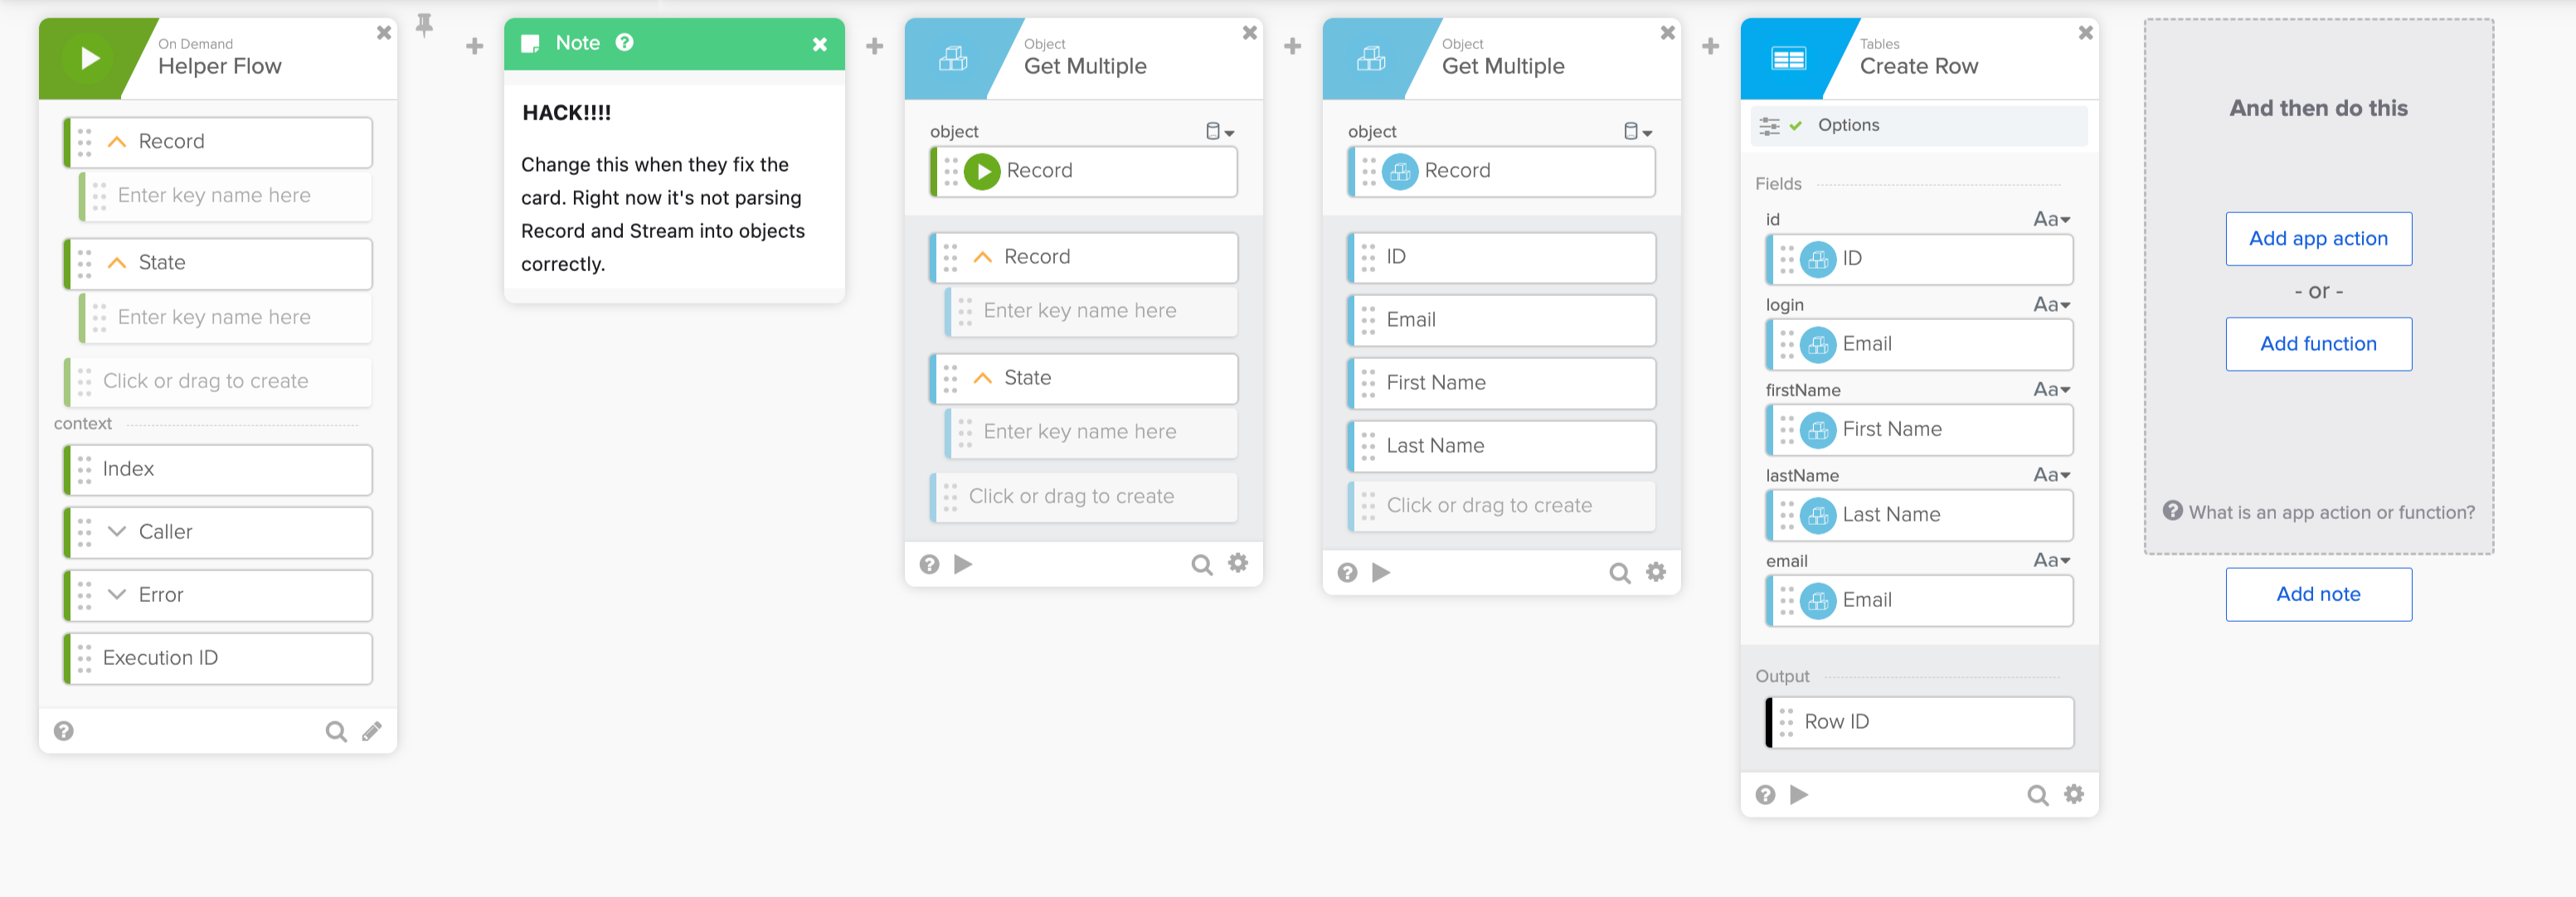 On Demand
Helper Flow
Record
Enter key name here
State
Enter key name here
Click or drag to create
context
Index
Caller
Error
Execution ID
Note
HACK!!!!
Change this when they fix the
card. Right now it's not parsing
Record and Stream into objects
correctly.
Object
Get Multiple
object
Record
Record
Enter key name here
State
Enter key name here
Click or drag to create
Object
Get Multiple
object
Record
ID
Email
First Name
Last Name
Click or drag to create
Tables
Create Row
Options
Fields
id
Aa
ID
login
Aa
Email
firstName
Aa
First Name
lastName
Aa
Last Name
email
Aa
Email
Output
Row ID
And then do this
Add app action
- or -
Add function
What is an app action or function?
Add note